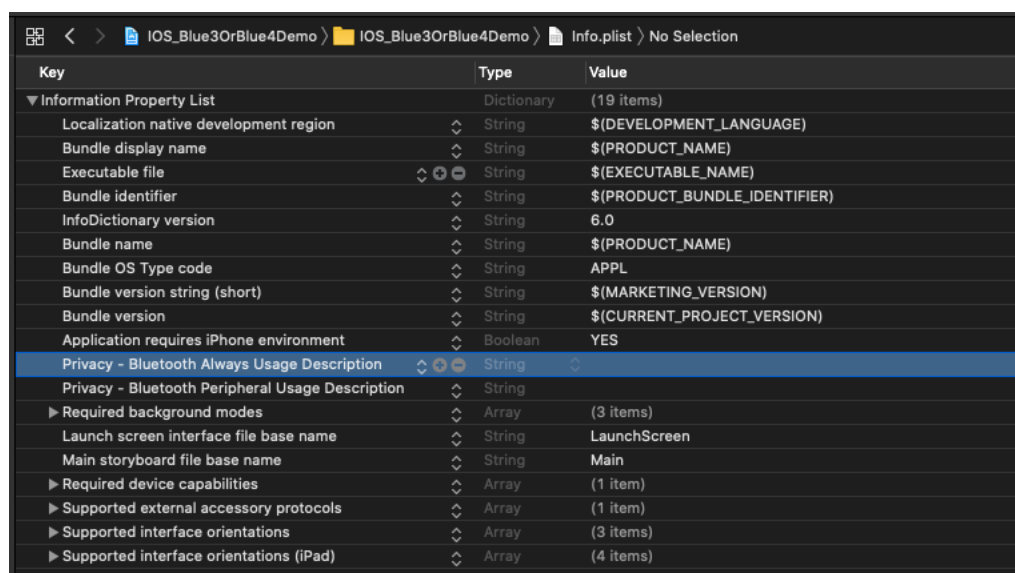 IOS_Blue3OrBlue4Demo 〉 IOS_Blue3OrBlue4Demo 〉 Info.plist 〉 No Selection
Key Type Value
Information Property List Dictionary (19 items)
Localization native development region String $(DEVELOPMENT_LANGUAGE)
Bundle display name String $(PRODUCT_NAME)
Executable file String $(EXECUTABLE_NAME)
Bundle identifier String $(PRODUCT_BUNDLE_IDENTIFIER)
InfoDictionary version String 6.0
Bundle name String $(PRODUCT_NAME)
Bundle OS Type code String APPL
Bundle version string (short) String $(MARKETING_VERSION)
Bundle version String $(CURRENT_PROJECT_VERSION)
Application requires iPhone environment Boolean YES
Privacy - Bluetooth Always Usage Description String
Privacy - Bluetooth Peripheral Usage Description String
Required background modes Array (3 items)
Launch screen interface file base name String LaunchScreen
Main storyboard file base name String Main
Required device capabilities Array (1 item)
Supported external accessory protocols Array (1 item)
Supported interface orientations Array (3 items)
Supported interface orientations (iPad) Array (4 items)